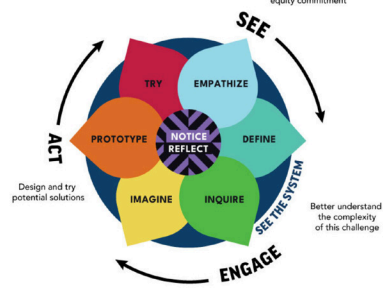 equity commitment
SEE
TRY
EMPATHIZE
PROTOTYPE
NOTICE
REFLECT
DEFINE
ACT
IMAGINE
INQUIRE
SEE THE SYSTEM
Design and try
potential solutions
Better understand
the complexity
of this challenge
ENGAGE